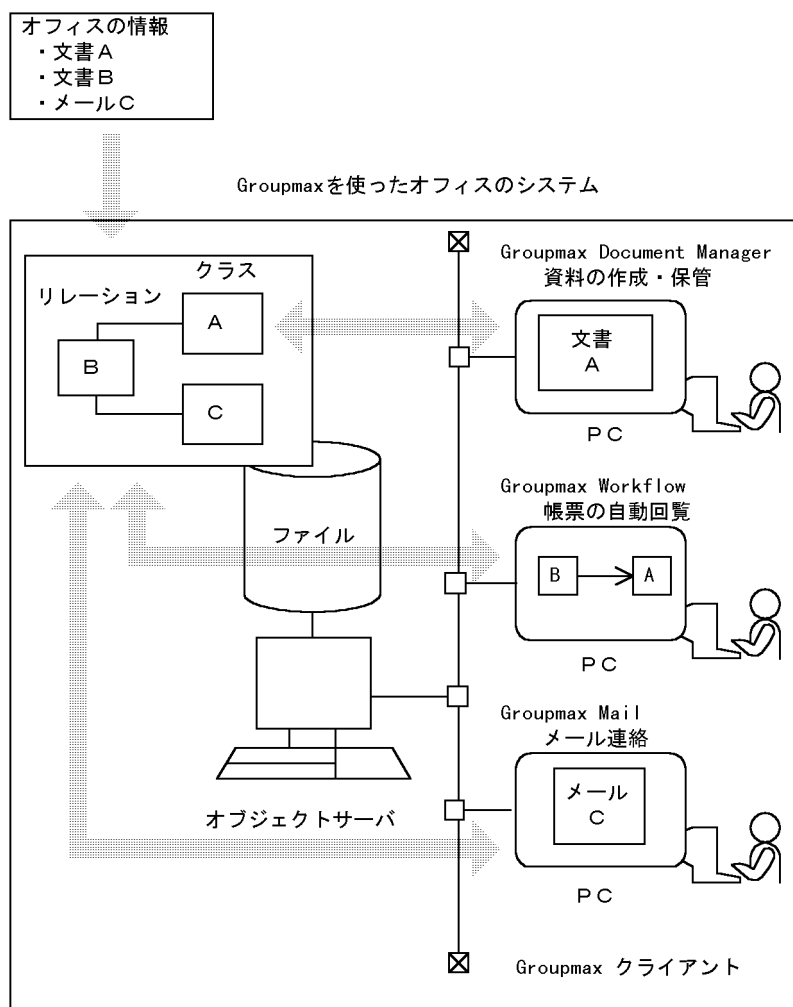 オフィスの情報
・文書A
・文書B
・メールC
Groupmaxを使ったオフィスのシステム
クラス
リレーション
A
B
C
ファイル
オブジェクトサーバ
Groupmax Document Manager
資料の作成・保管
文書
A
PC
Groupmax Workflow
帳票の自動回覧
B
A
PC
Groupmax Mail
メール連絡
メール
C
PC
Groupmax クライアント